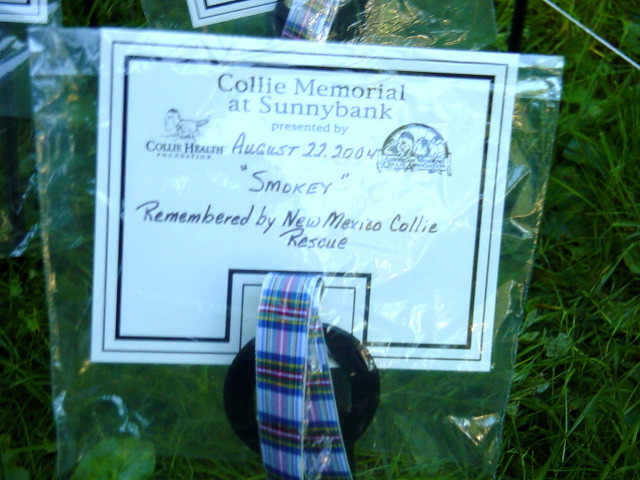 Collie Memorial
at Sunnybank
presented by
COLLIE HEALTH
FOUNDATION
AUGUST 22, 2004
"SMOKEY"
Remembered by New Mexico Collie
Rescue